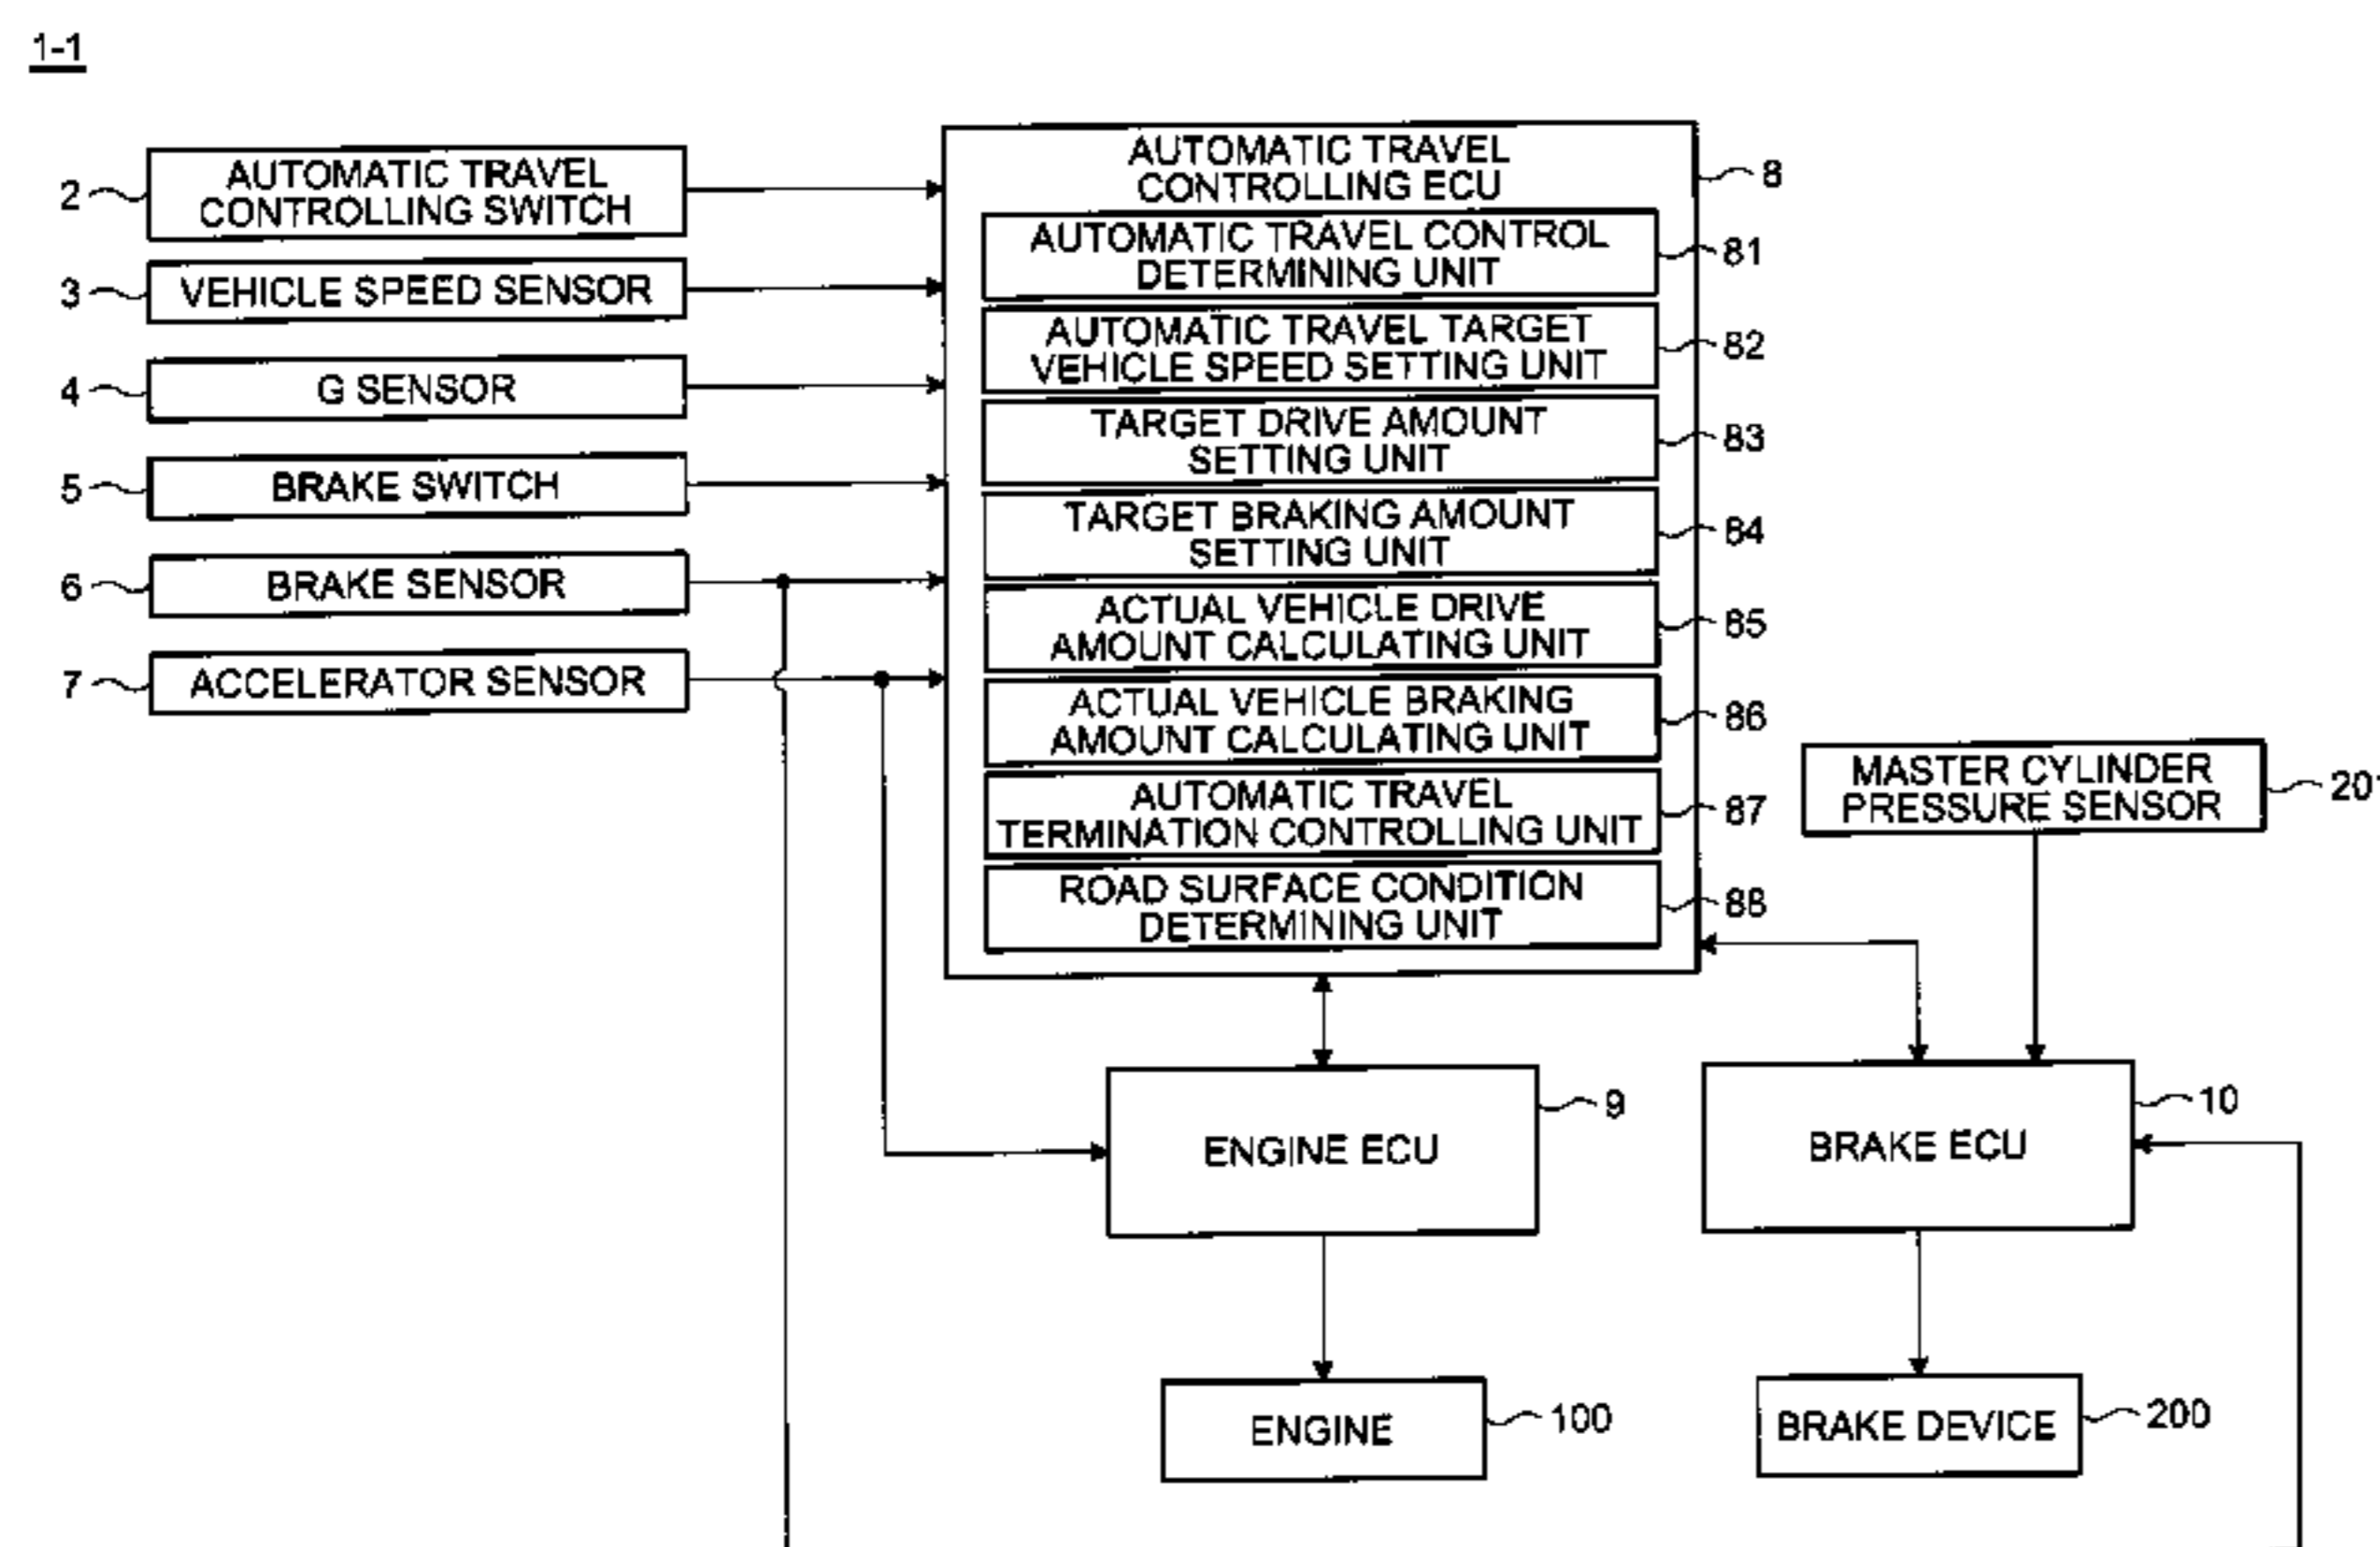 1-1
2
AUTOMATIC TRAVEL
CONTROLLING SWITCH
3
VEHICLE SPEED SENSOR
4
G SENSOR
5
BRAKE SWITCH
6
BRAKE SENSOR
7
ACCELERATOR SENSOR
AUTOMATIC TRAVEL
CONTROLLING ECU
8
AUTOMATIC TRAVEL CONTROL
DETERMINING UNIT
81
AUTOMATIC TRAVEL TARGET
VEHICLE SPEED SETTING UNIT
82
TARGET DRIVE AMOUNT
SETTING UNIT
83
TARGET BRAKING AMOUNT
SETTING UNIT
84
ACTUAL VEHICLE DRIVE
AMOUNT CALCULATING UNIT
85
ACTUAL VEHICLE BRAKING
AMOUNT CALCULATING UNIT
86
AUTOMATIC TRAVEL
TERMINATION CONTROLLING UNIT
87
ROAD SURFACE CONDITION
DETERMINING UNIT
88
MASTER CYLINDER
PRESSURE SENSOR
ENGINE ECU
9
BRAKE ECU
10
ENGINE
100
BRAKE DEVICE
200